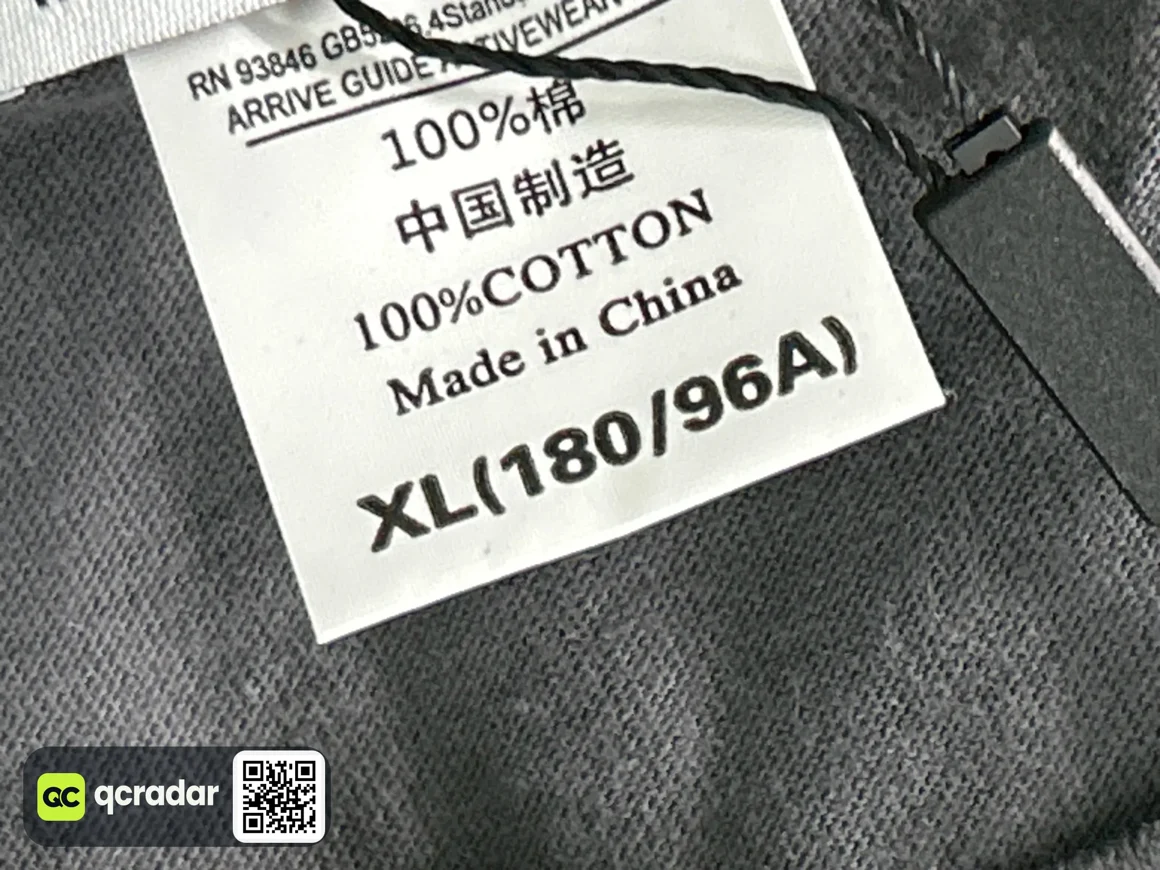 RN 93846
ARRIVE GUIDE
100%棉
中国制造
100%COTTON
Made in China
XL(180/96A)
QC qcradar